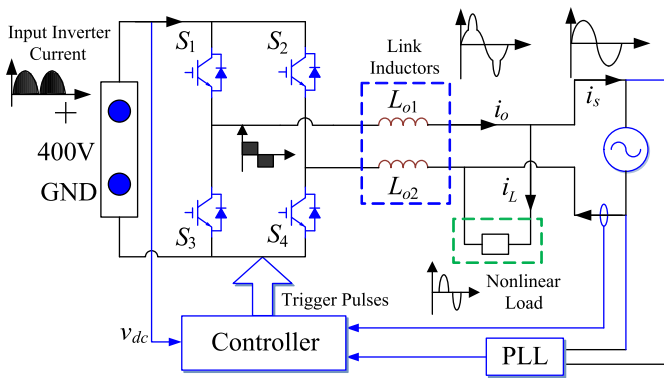 Input Inverter
Current
S1
S2
Link
Inductors
Lo1
io
is
+
400V
GND
Lo2
iL
S3
S4
Nonlinear
Load
Trigger Pulses
vdc
Controller
PLL